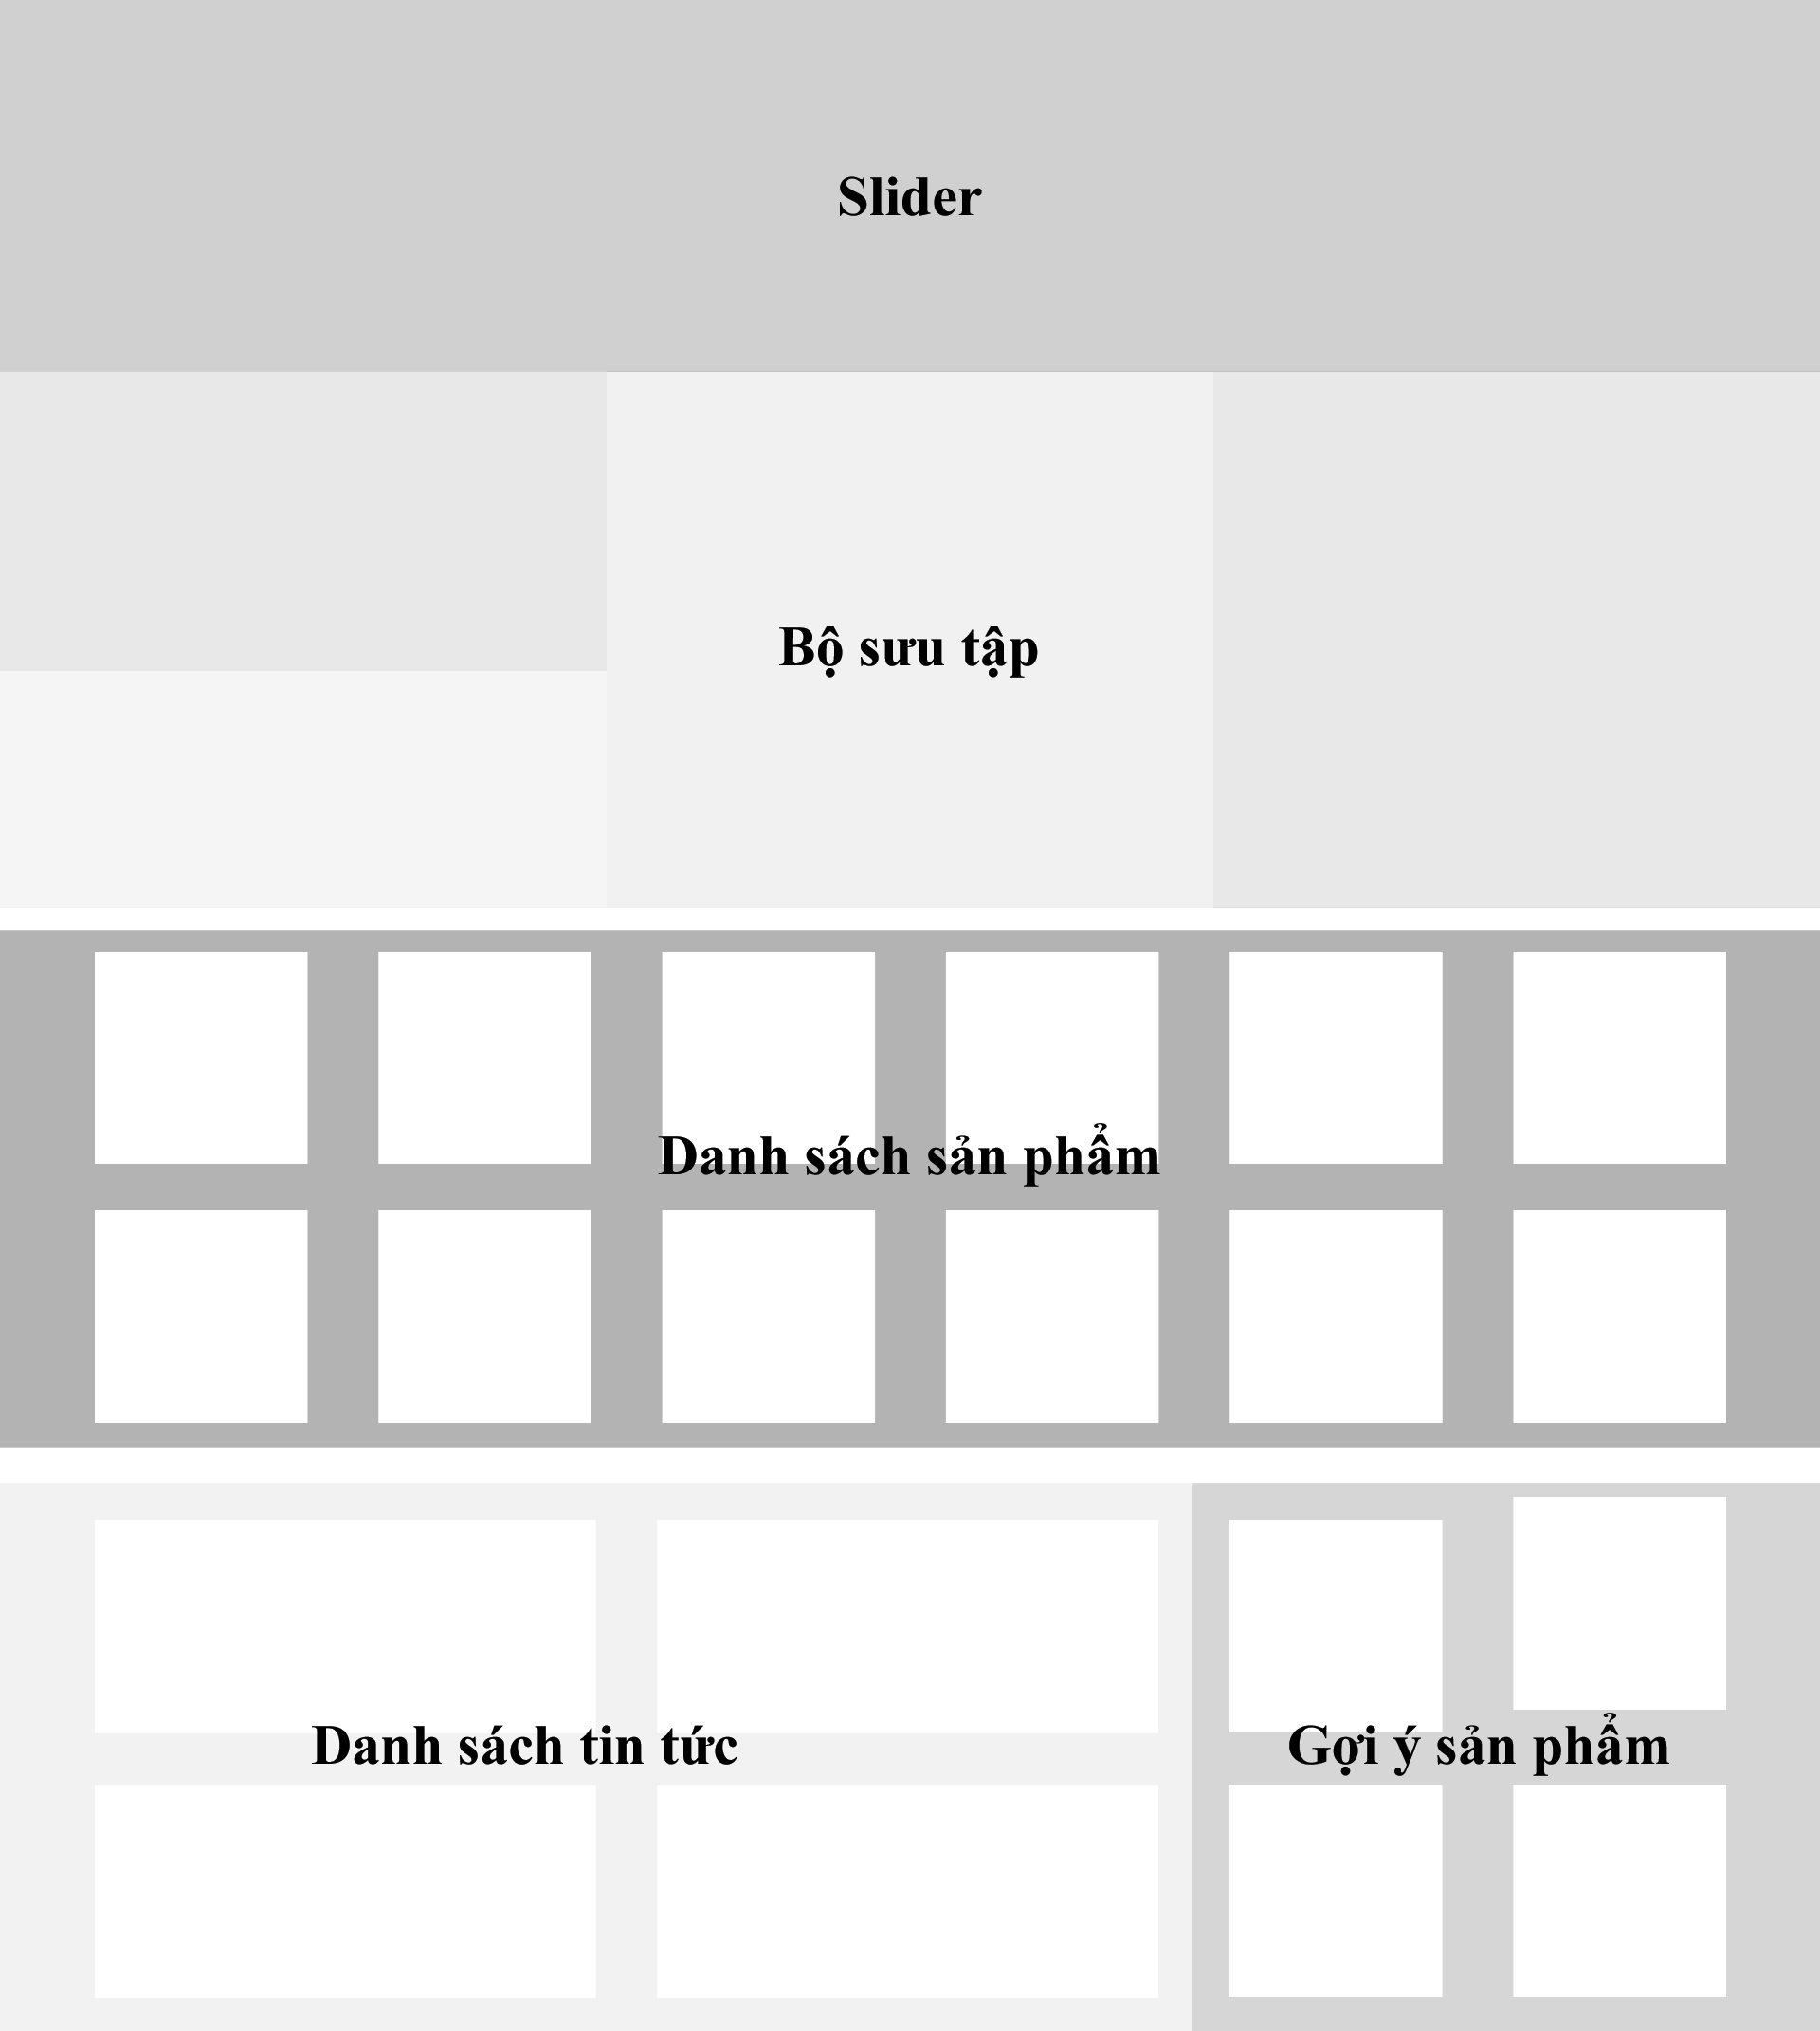 Slider
Bộ sưu tập
Danh sách sản phẩm
Danh sách tin tức
Gợi ý sản phẩm